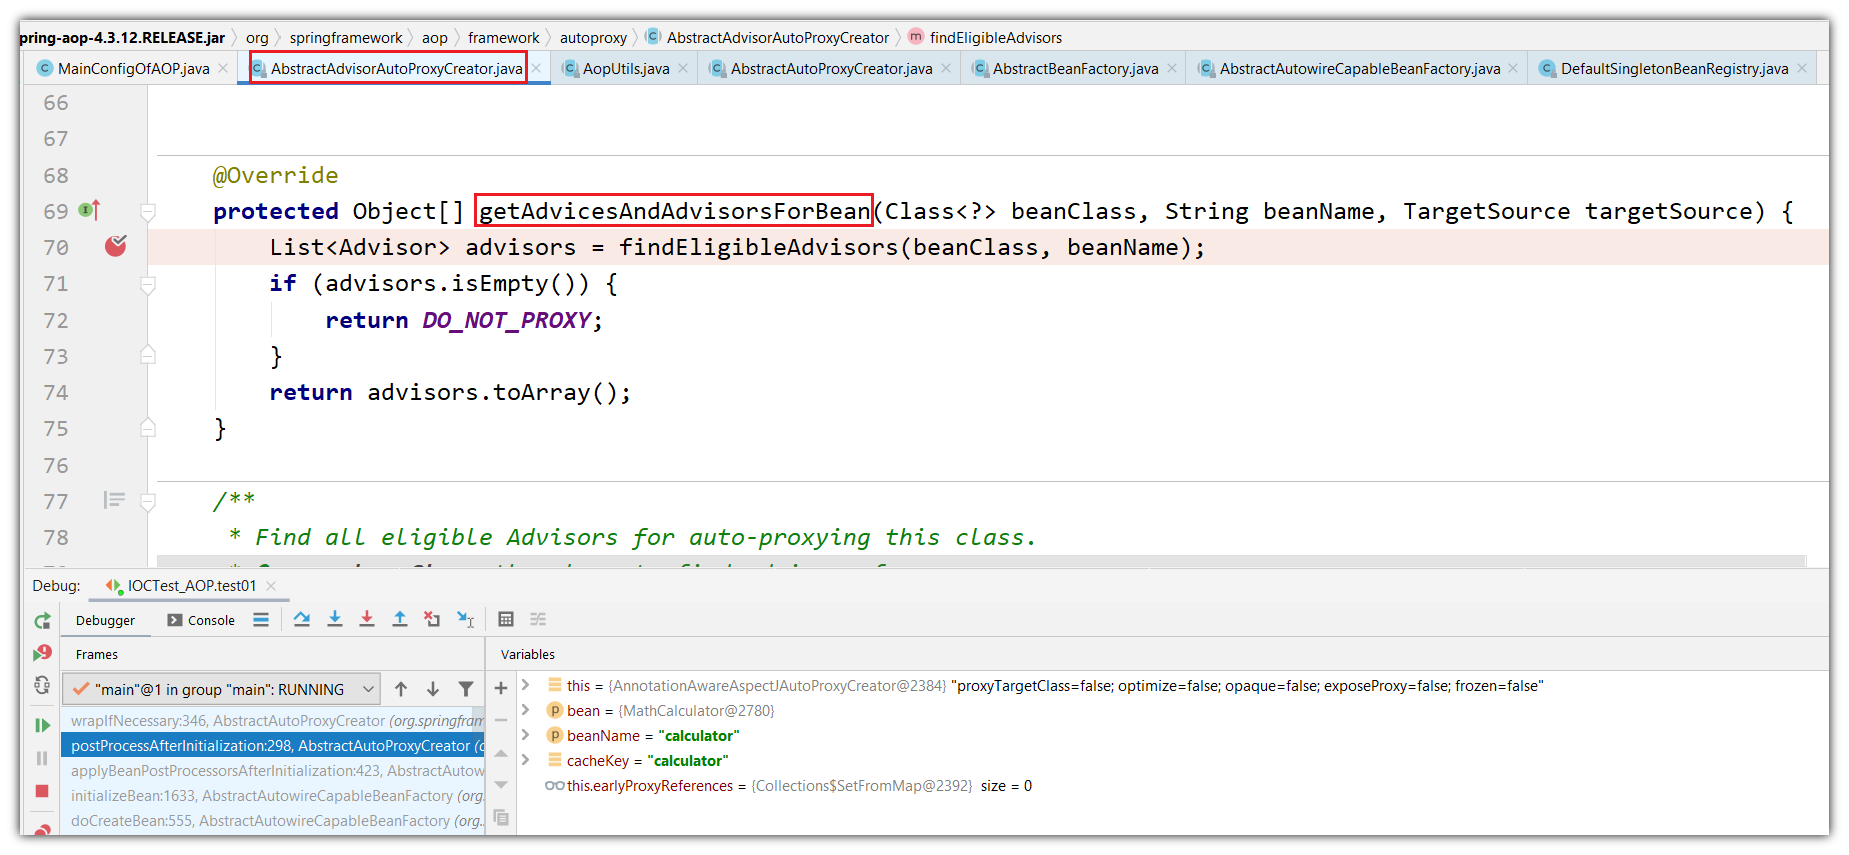 pring-aop-4.3.12.RELEASE.jar org springframework aop framework autoproxy C AbstractAdvisorAutoProxyCreator m findEligibleAdvisors
C MainConfigOfAOP.java C AbstractAdvisorAutoProxyCreator.java C AopUtils.java C AbstractAutoProxyCreator.java C AbstractBeanFactory.java C AbstractAutowireCapableBeanFactory.java C DefaultSingletonBeanRegistry.java
66
67
68 @Override
69 protected Object[] getAdvicesAndAdvisorsForBean(Class<?> beanClass, String beanName, TargetSource targetSource) {
70 List<Advisor> advisors = findEligibleAdvisors(beanClass, beanName);
71 if (advisors.isEmpty()) {
72 return DO_NOT_PROXY;
73 }
74 return advisors.toArray();
75 }
76
77 /**
78 * Find all eligible Advisors for auto-proxying this class.
Debug: IOCTest_AOP.test01
Debugger Console
Frames
Variables
"main"@1 in group "main": RUNNING
wrapIfNecessary:346, AbstractAutoProxyCreator (org.springfram
postProcessAfterInitialization:298, AbstractAutoProxyCreator (o
applyBeanPostProcessorsAfterInitialization:423, AbstractAutow
initializeBean:1633, AbstractAutowireCapableBeanFactory (org.
doCreateBean:555, AbstractAutowireCapableBeanFactory (org.
this = {AnnotationAwareAspectJAutoProxyCreator@2384} "proxyTargetClass=false; optimize=false; opaque=false; exposeProxy=false; frozen=false"
p bean = {MathCalculator@2780}
p beanName = "calculator"
cacheKey = "calculator"
this.earlyProxyReferences = {Collections$SetFromMap@2392} size = 0